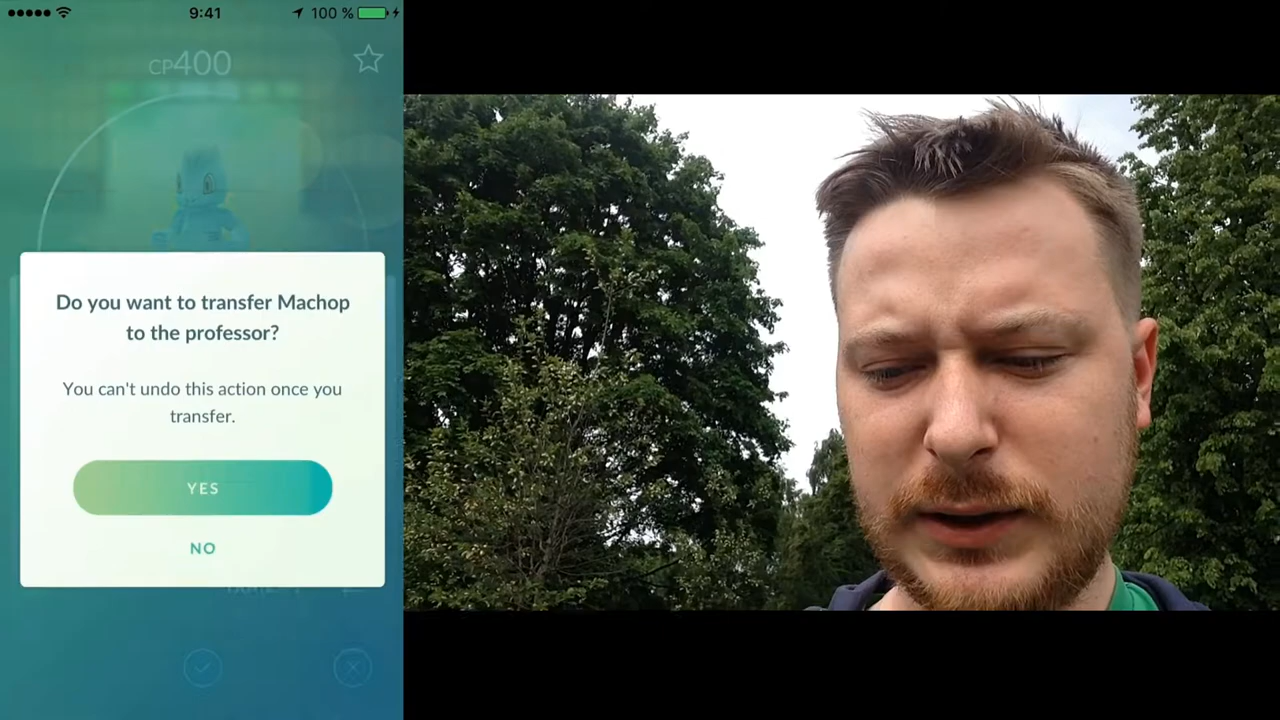 9:41
100 %
CP400
Do you want to transfer Machop
to the professor?
You can't undo this action once you
transfer.
YES
NO